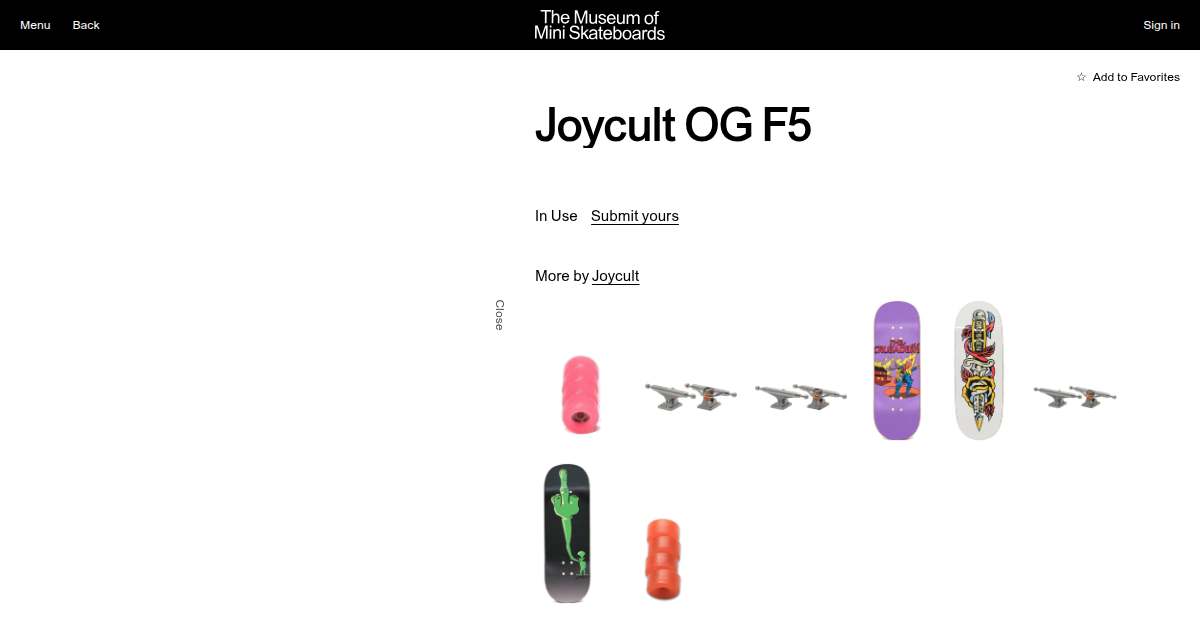 Menu
Back
The Museum of
Mini Skateboards
Sign in
☆ Add to Favorites
Joycult OG F5
In Use Submit yours
More by Joycult
Close